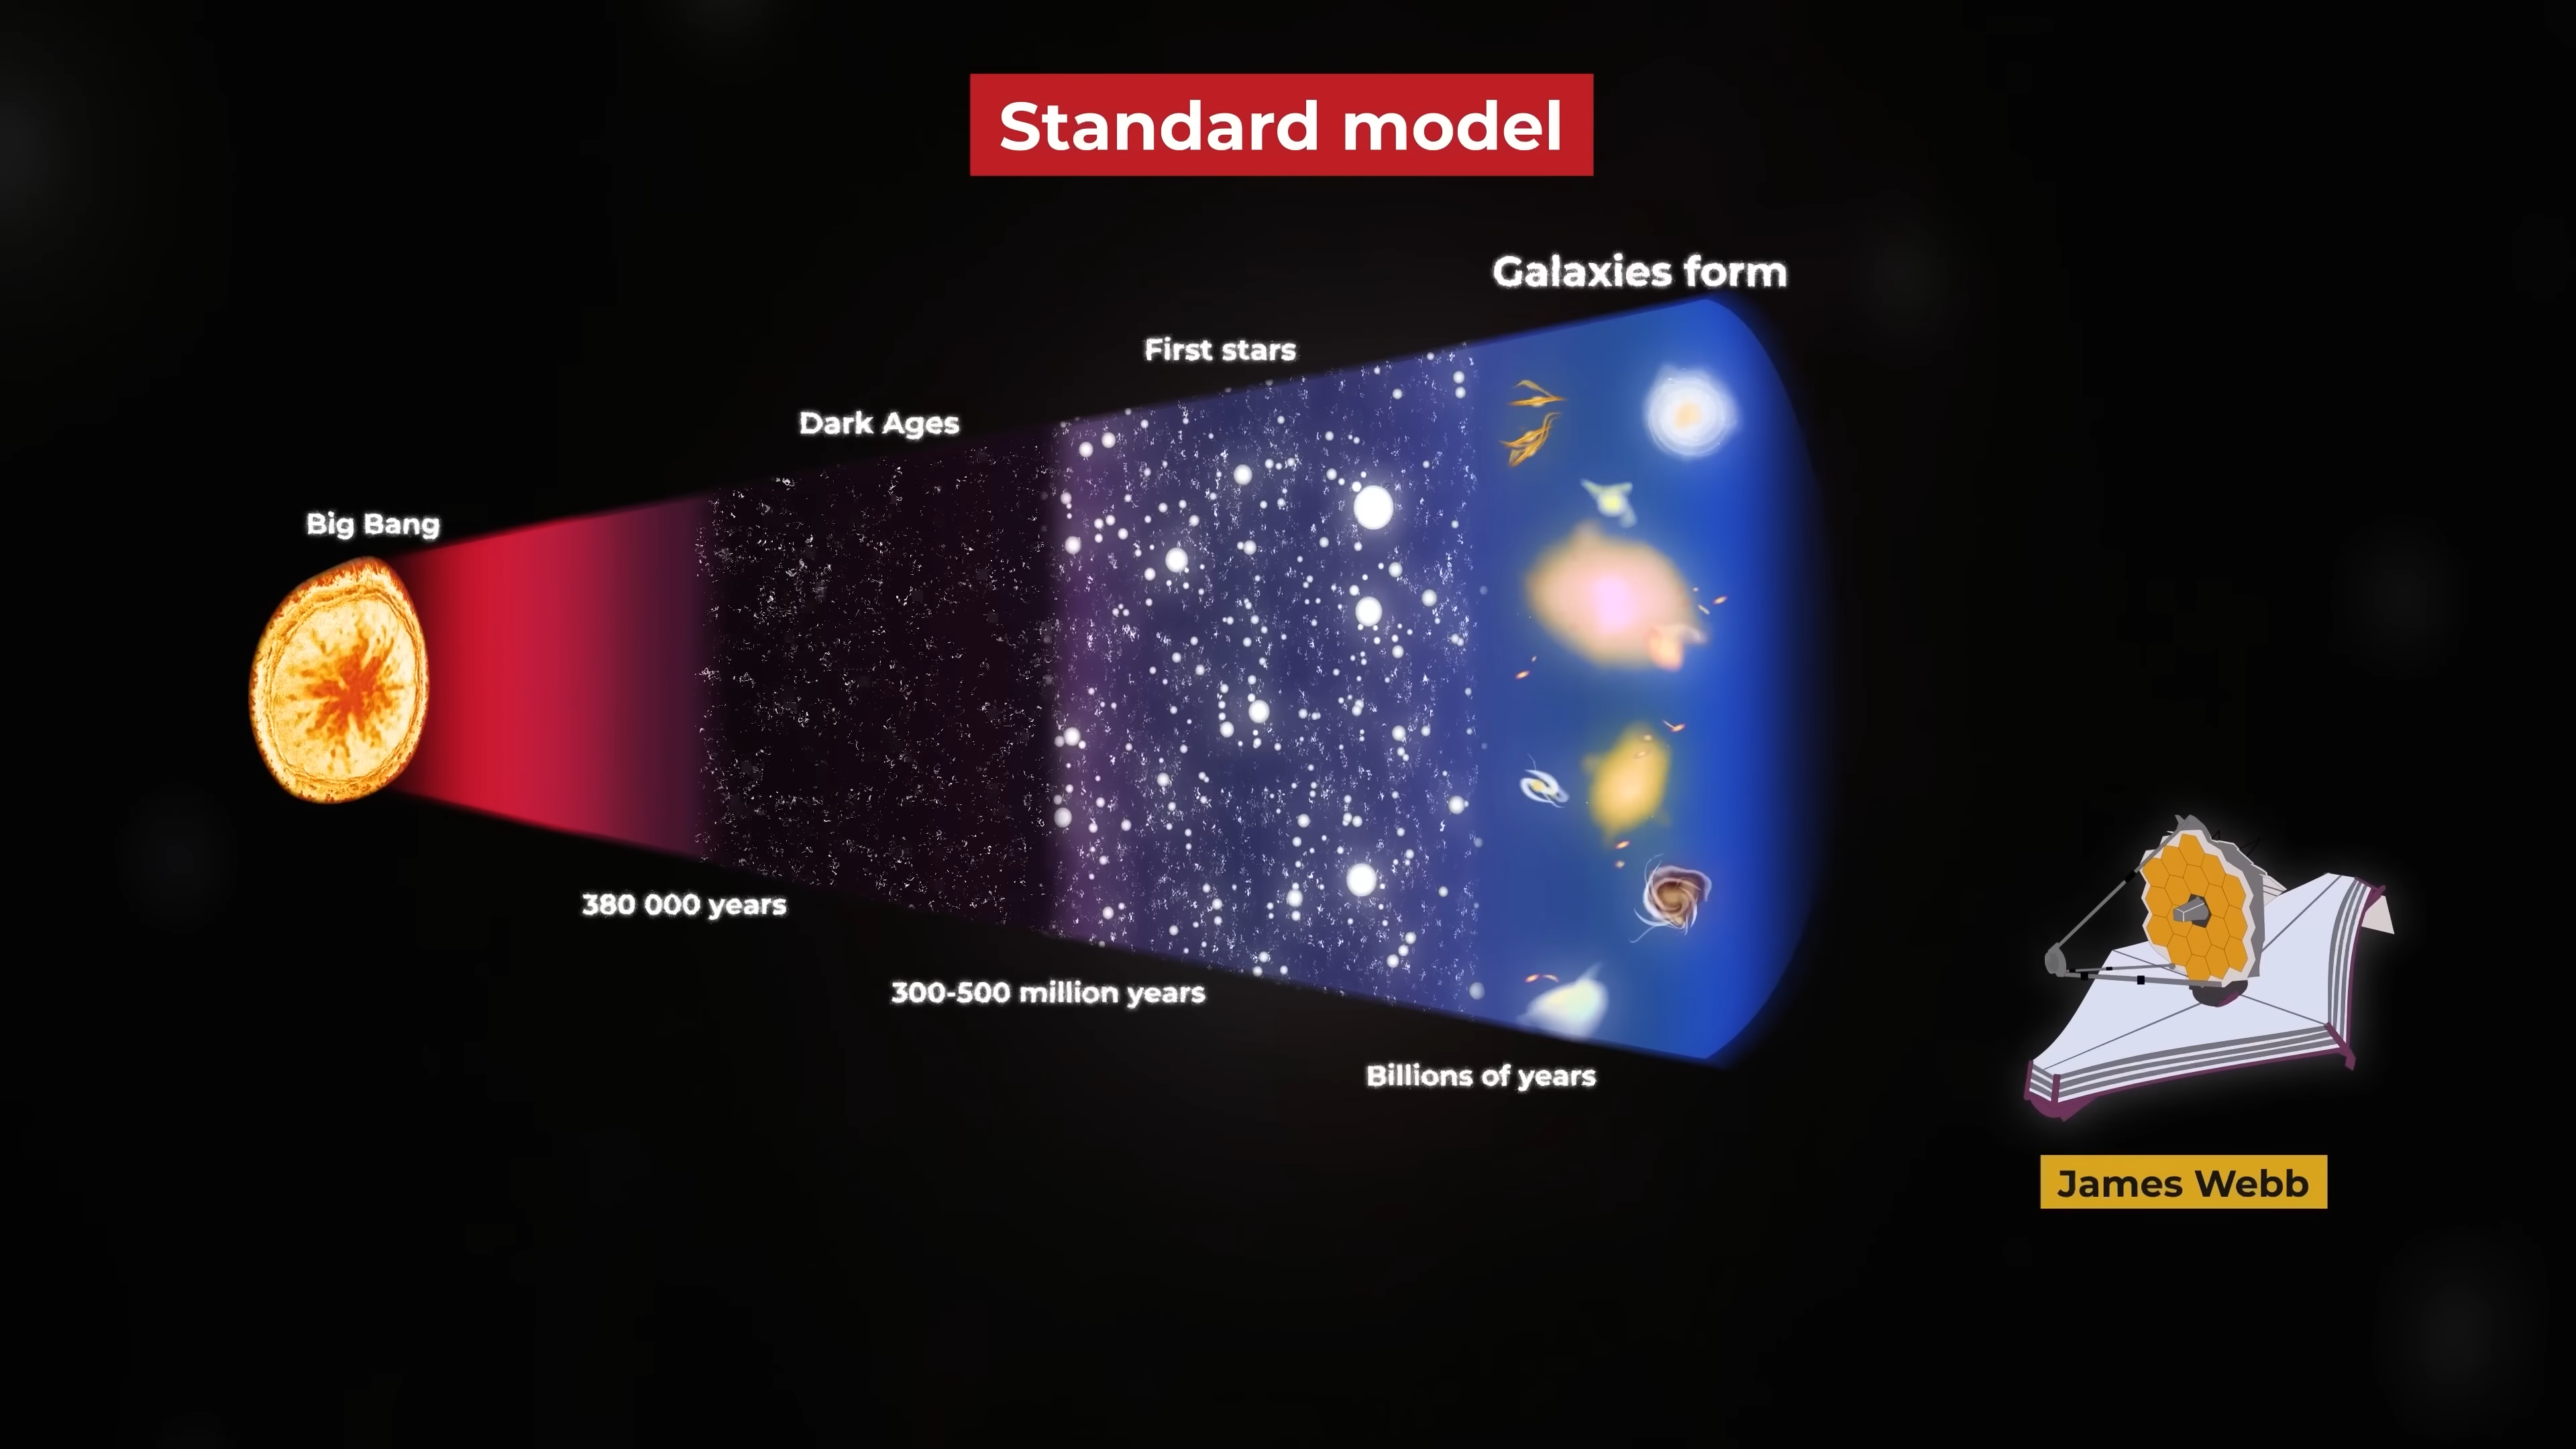 Standard model
Galaxies form
First stars
Dark Ages
Big Bang
380 000 years
300-500 million years
Billions of years
James Webb